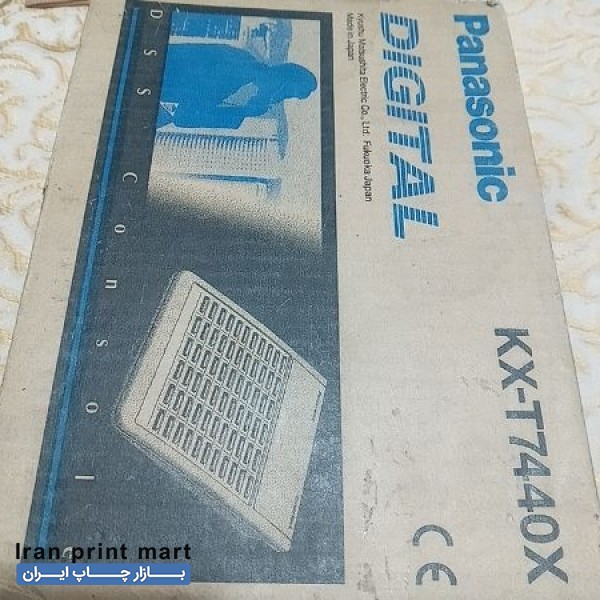 Panasonic
KX-T7440X
DIGITAL
Kyushu Matsushita Electric Co., Ltd. Fukuoka Japan
Made in Japan
CE
DSS Console
Iran print mart
بازار چاپ ایران